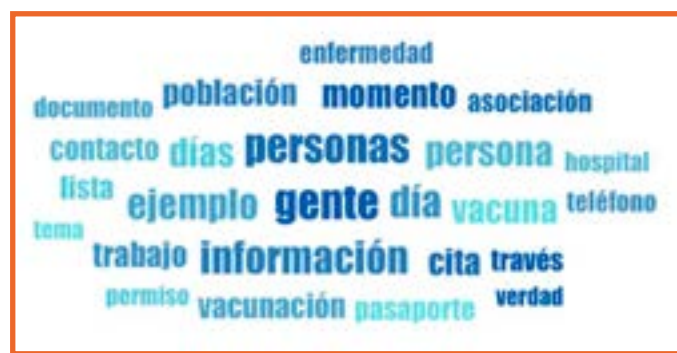 enfermedad
documento población momento asociación
contacto días personas persona hospital
lista ejemplo gente día vacuna teléfono
tema
trabajo información cita través
permiso vacunación pasaporte verdad